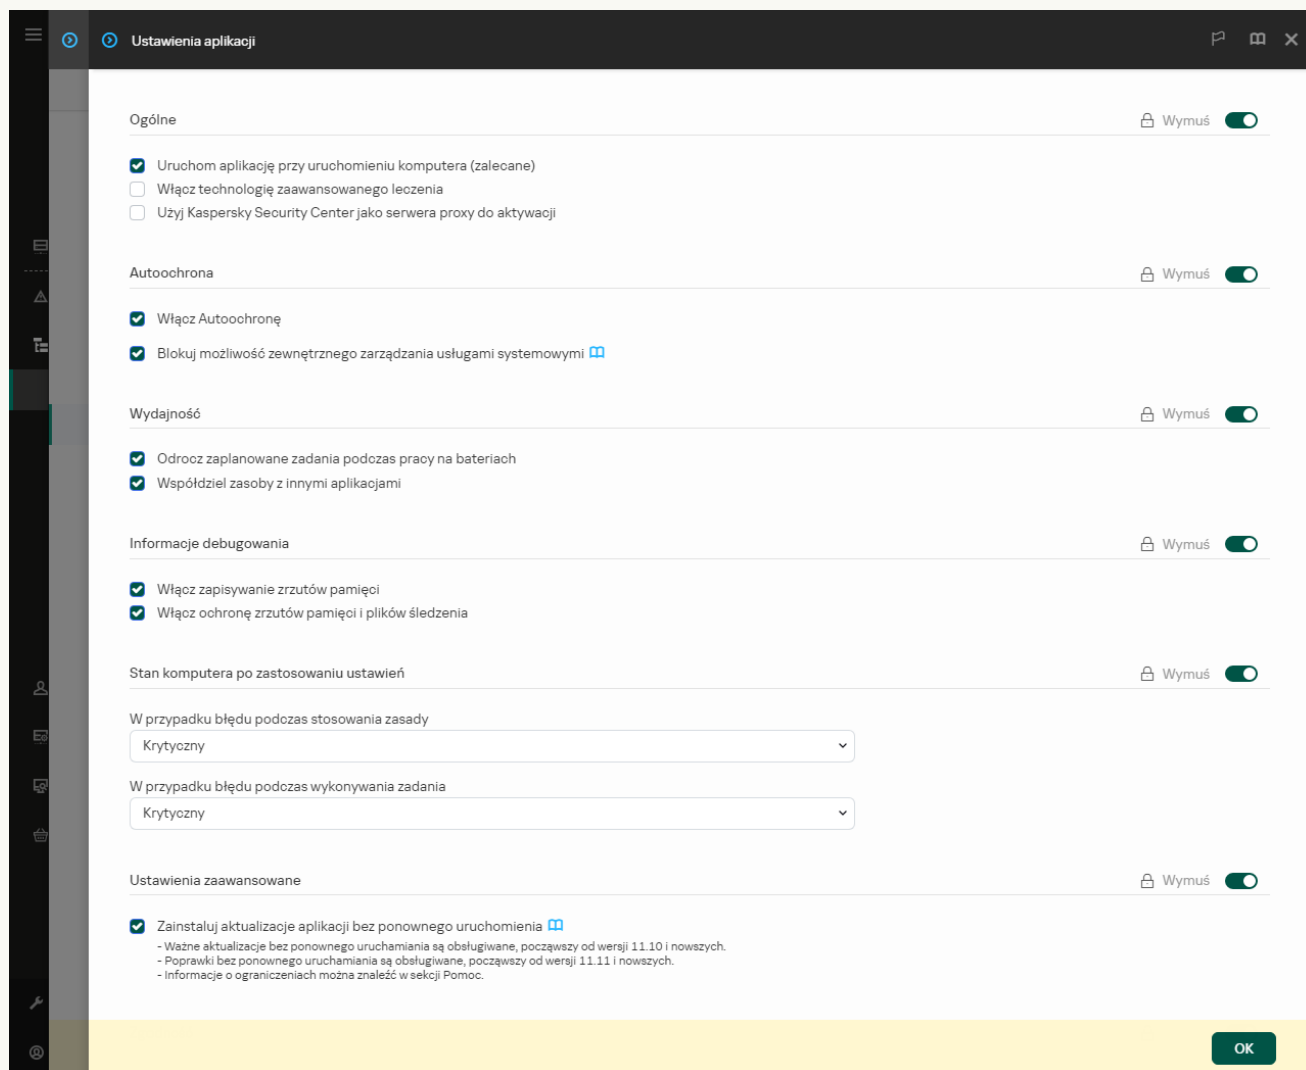 Ustawienia aplikacji
Ogólne
Wymuś
Uruchom aplikację przy uruchomieniu komputera (zalecane)
Włącz technologię zaawansowanego leczenia
Użyj Kaspersky Security Center jako serwera proxy do aktywacji
Autoochrona
Wymuś
Włącz Autoochronę
Blokuj możliwość zewnętrznego zarządzania usługami systemowymi
Wydajność
Wymuś
Odrocz zaplanowane zadania podczas pracy na bateriach
Współdziel zasoby z innymi aplikacjami
Informacje debugowania
Wymuś
Włącz zapisywanie zrzutów pamięci
Włącz ochronę zrzutów pamięci i plików śledzenia
Stan komputera po zastosowaniu ustawień
Wymuś
W przypadku błędu podczas stosowania zasady
Krytyczny
W przypadku błędu podczas wykonywania zadania
Krytyczny
Ustawienia zaawansowane
Wymuś
Zainstaluj aktualizacje aplikacji bez ponownego uruchomienia
- Ważne aktualizacje bez ponownego uruchamiania są obsługiwane, począwszy od wersji 11.10 i nowszych.
- Poprawki bez ponownego uruchamiania są obsługiwane, począwszy od wersji 11.11 i nowszych.
- Informacje o ograniczeniach można znaleźć w sekcji Pomoc.
OK